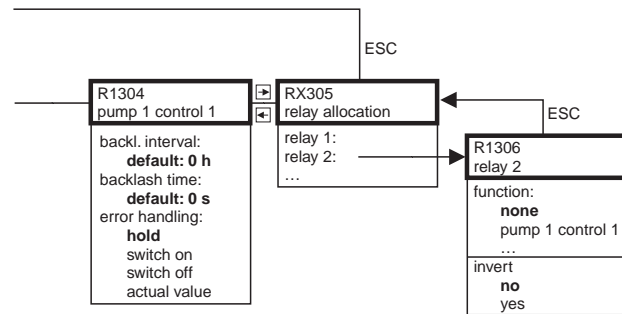 ESC
R1304
pump 1 control 1
backl. interval:
default: 0 h
backlash time:
default: 0 s
error handling:
hold
switch on
switch off
actual value
RX305
relay allocation
relay 1:
relay 2:
...
ESC
R1306
relay 2
function:
none
pump 1 control 1
...
invert
no
yes